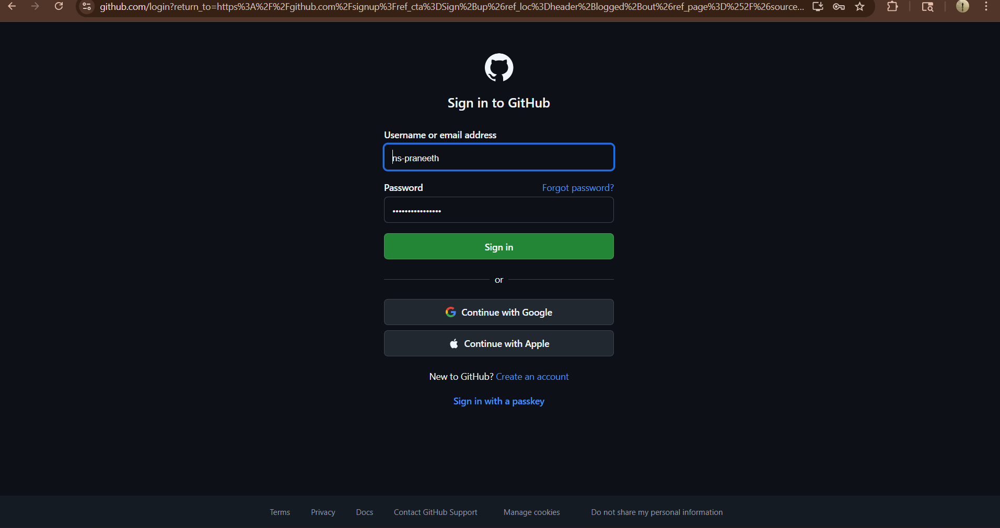 github.com/login?return_to=https%3A%2F%2Fgithub.com%2Fsignup%3Fref_cta%3DSign%2Bup%26ref_loc%3Dheader%2Blogged%2Bout%26ref_page%3D%252F%26source...
Sign in to GitHub
Username or email address
ns-praneeth
Password Forgot password?
••••••••••••••••
Sign in
or
Continue with Google
Continue with Apple
New to GitHub? Create an account
Sign in with a passkey
Terms Privacy Docs Contact GitHub Support Manage cookies Do not share my personal information